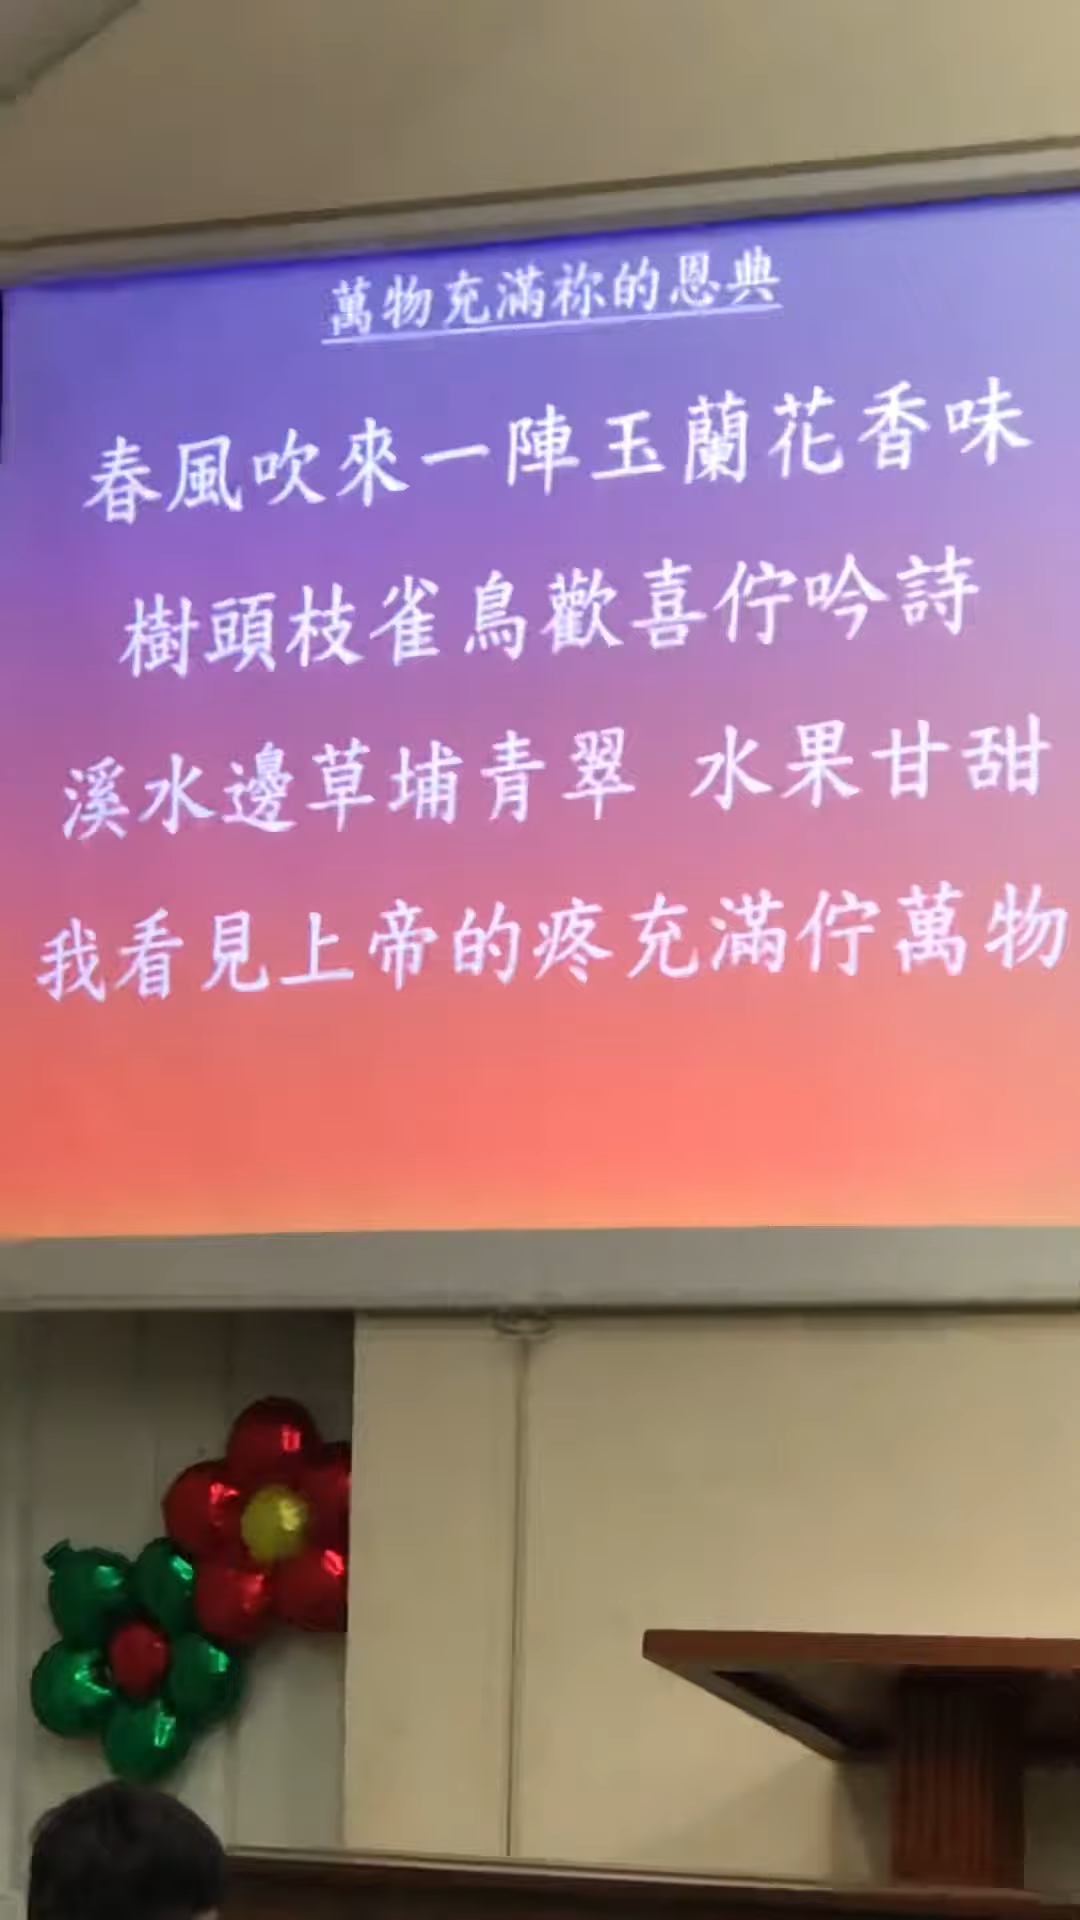 萬物充滿祢的恩典
春風吹來一陣玉蘭花香味
樹頭枝雀鳥歡喜佇吟詩
溪水邊草埔青翠 水果甘甜
我看見上帝的疼充滿佇萬物